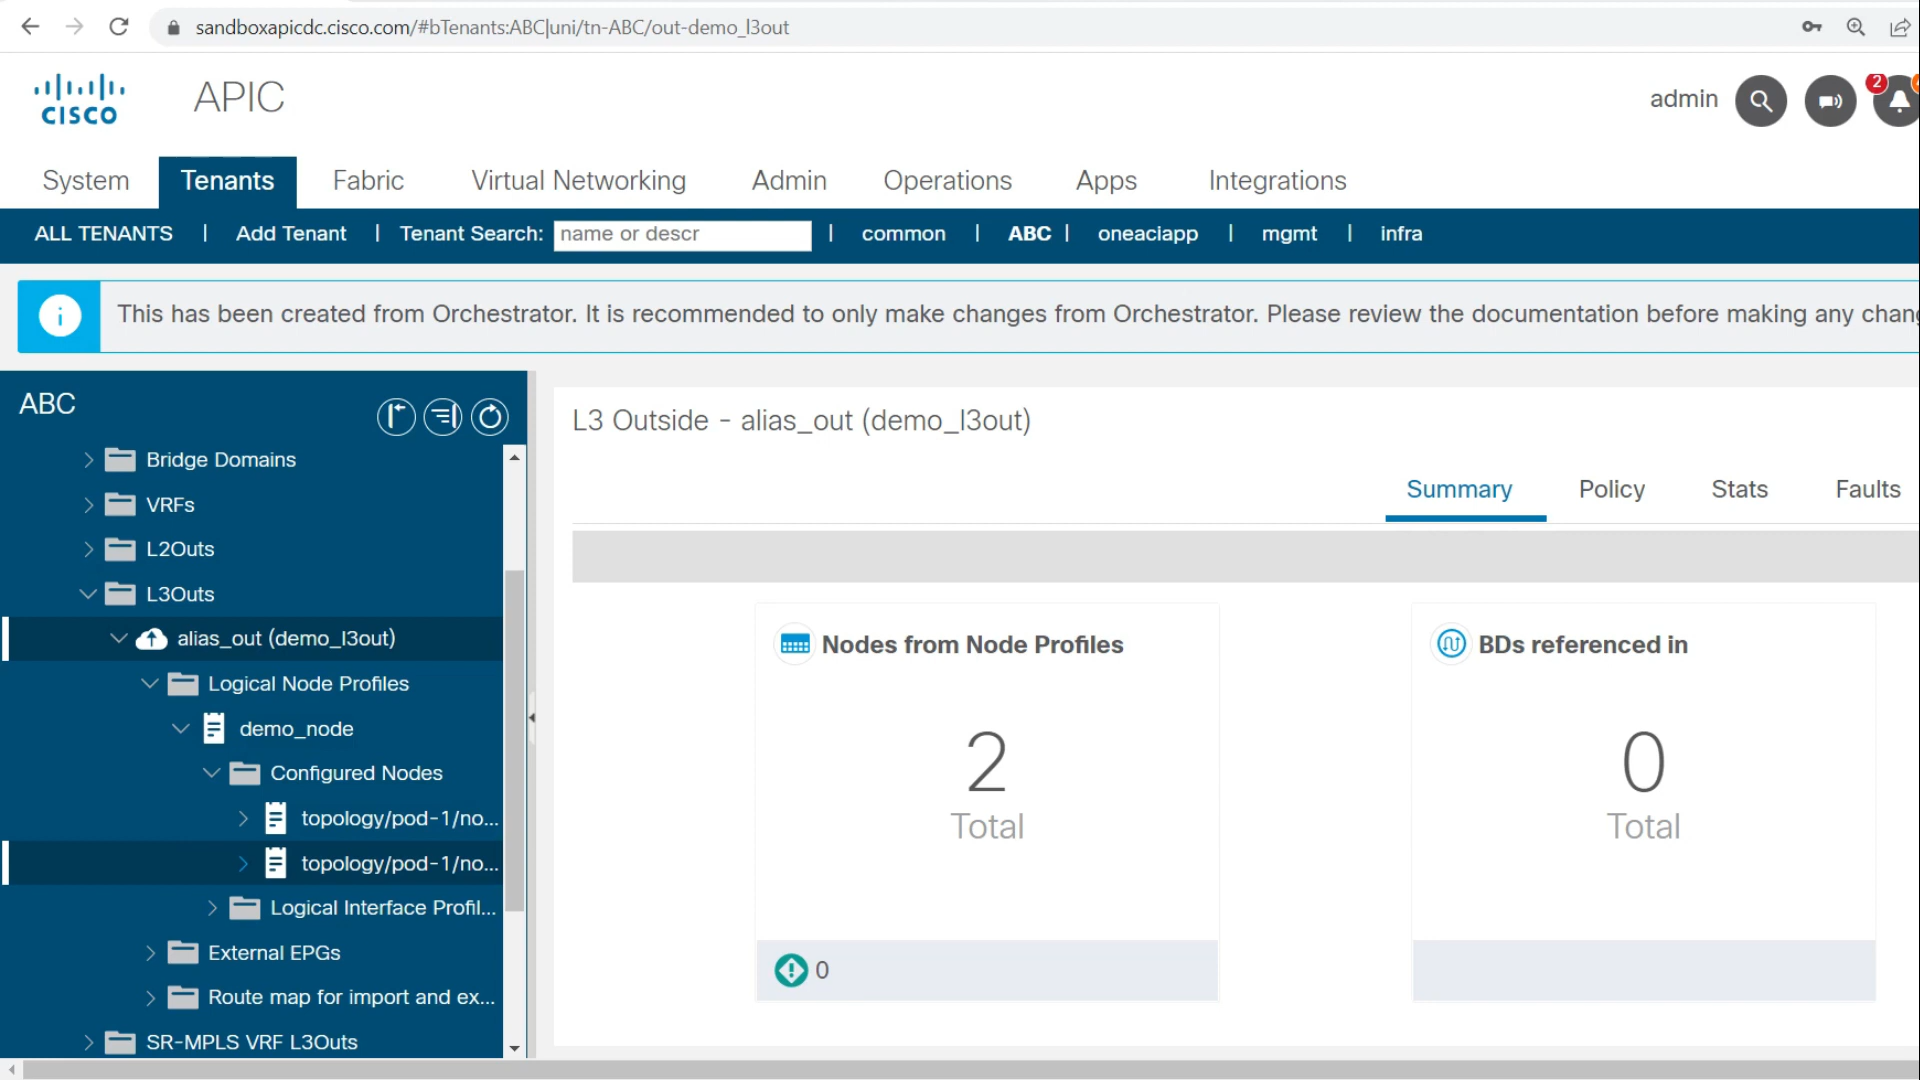 sandboxapicdc.cisco.com/#bTenants:ABC|uni/tn-ABC/out-demo_l3out
CISCO
APIC
admin
2
System
Tenants
Fabric
Virtual Networking
Admin
Operations
Apps
Integrations
ALL TENANTS | Add Tenant | Tenant Search: name or descr | common | ABC | oneaciapp | mgmt | infra
This has been created from Orchestrator. It is recommended to only make changes from Orchestrator. Please review the documentation before making any chang
ABC
Bridge Domains
VRFs
L2Outs
L3Outs
alias_out (demo_l3out)
Logical Node Profiles
demo_node
Configured Nodes
topology/pod-1/no...
topology/pod-1/no...
Logical Interface Profil...
External EPGs
Route map for import and ex...
SR-MPLS VRF L3Outs
L3 Outside - alias_out (demo_l3out)
Summary
Policy
Stats
Faults
Nodes from Node Profiles
2
Total
0
BDs referenced in
0
Total